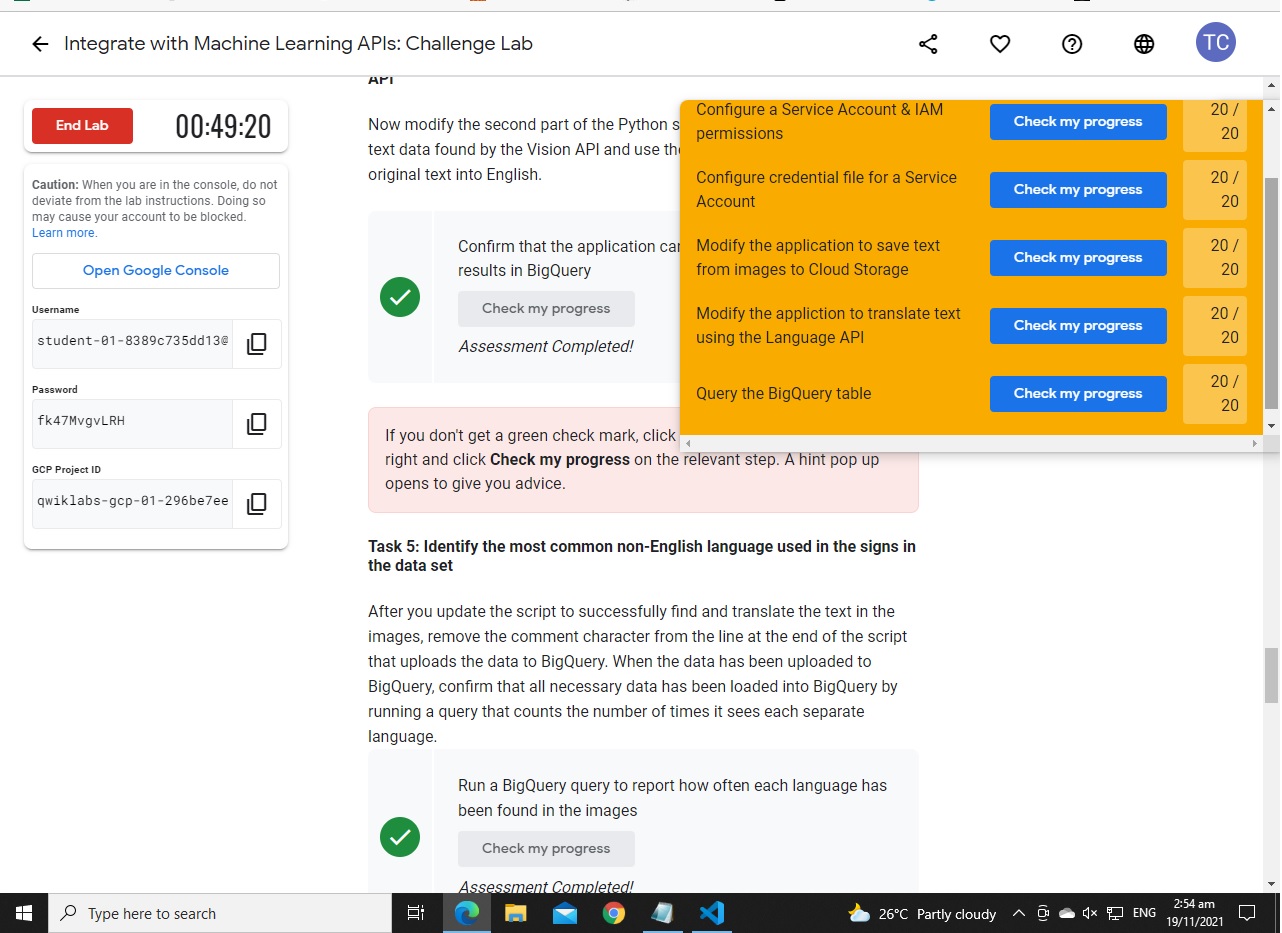 Integrate with Machine Learning APIs: Challenge Lab
TC
End Lab
00:49:20
Caution: When you are in the console, do not
deviate from the lab instructions. Doing so
may cause your account to be blocked.
Learn more.
Open Google Console
Username
student-01-8389c735dd13@
Password
fk47MvgvLRH
GCP Project ID
qwiklabs-gcp-01-296be7ee
API
Now modify the second part of the Python s
text data found by the Vision API and use the
original text into English.
Confirm that the application can
results in BigQuery
Check my progress
Assessment Completed!
If you don't get a green check mark, click
right and click Check my progress on the relevant step. A hint pop up
opens to give you advice.
Task 5: Identify the most common non-English language used in the signs in
the data set
After you update the script to successfully find and translate the text in the
images, remove the comment character from the line at the end of the script
that uploads the data to BigQuery. When the data has been uploaded to
BigQuery, confirm that all necessary data has been loaded into BigQuery by
running a query that counts the number of times it sees each separate
language.
Run a BigQuery query to report how often each language has
been found in the images
Check my progress
Assessment Completed!
Configure a Service Account & IAM
permissions
Check my progress
20 /
20
Configure credential file for a Service
Account
Check my progress
20 /
20
Modify the application to save text
from images to Cloud Storage
Check my progress
20 /
20
Modify the appliction to translate text
using the Language API
Check my progress
20 /
20
Query the BigQuery table
Check my progress
20 /
20
Type here to search
26°C Partly cloudy
ENG
2:54 am
19/11/2021